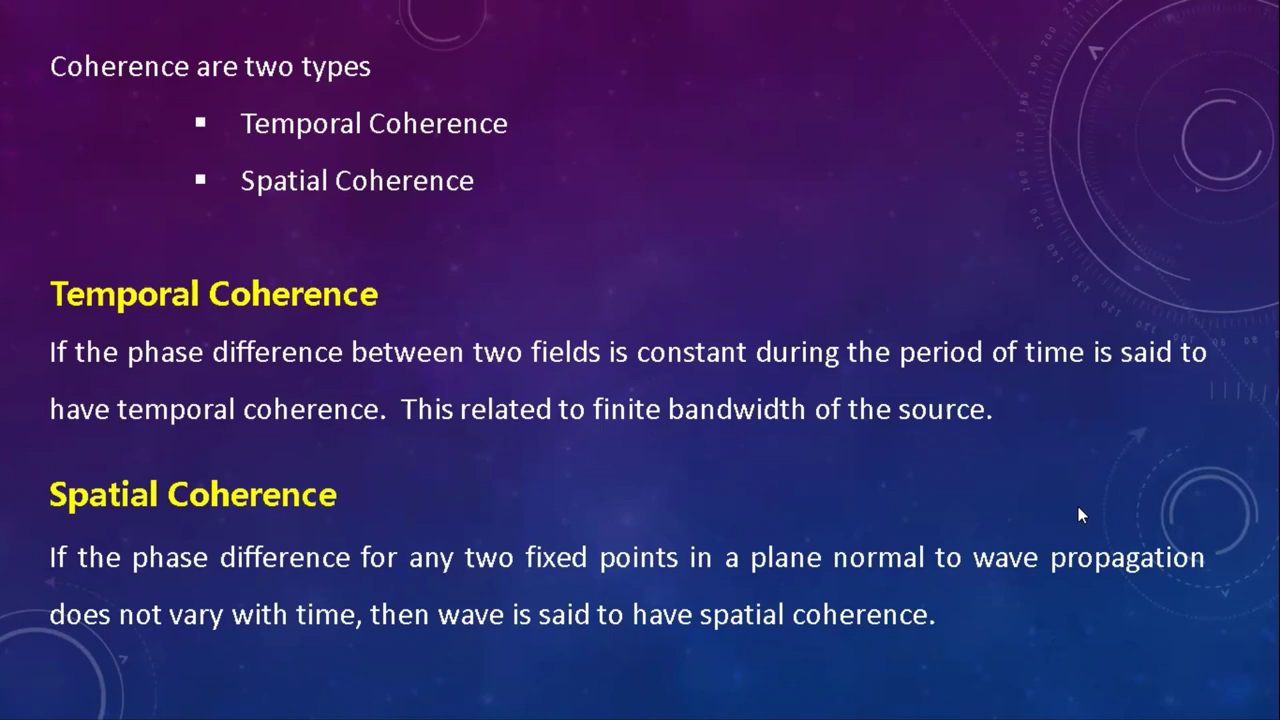 Coherence are two types
▪ Temporal Coherence
▪ Spatial Coherence
Temporal Coherence
If the phase difference between two fields is constant during the period of time is said to
have temporal coherence. This related to finite bandwidth of the source.
Spatial Coherence
If the phase difference for any two fixed points in a plane normal to wave propagation
does not vary with time, then wave is said to have spatial coherence.